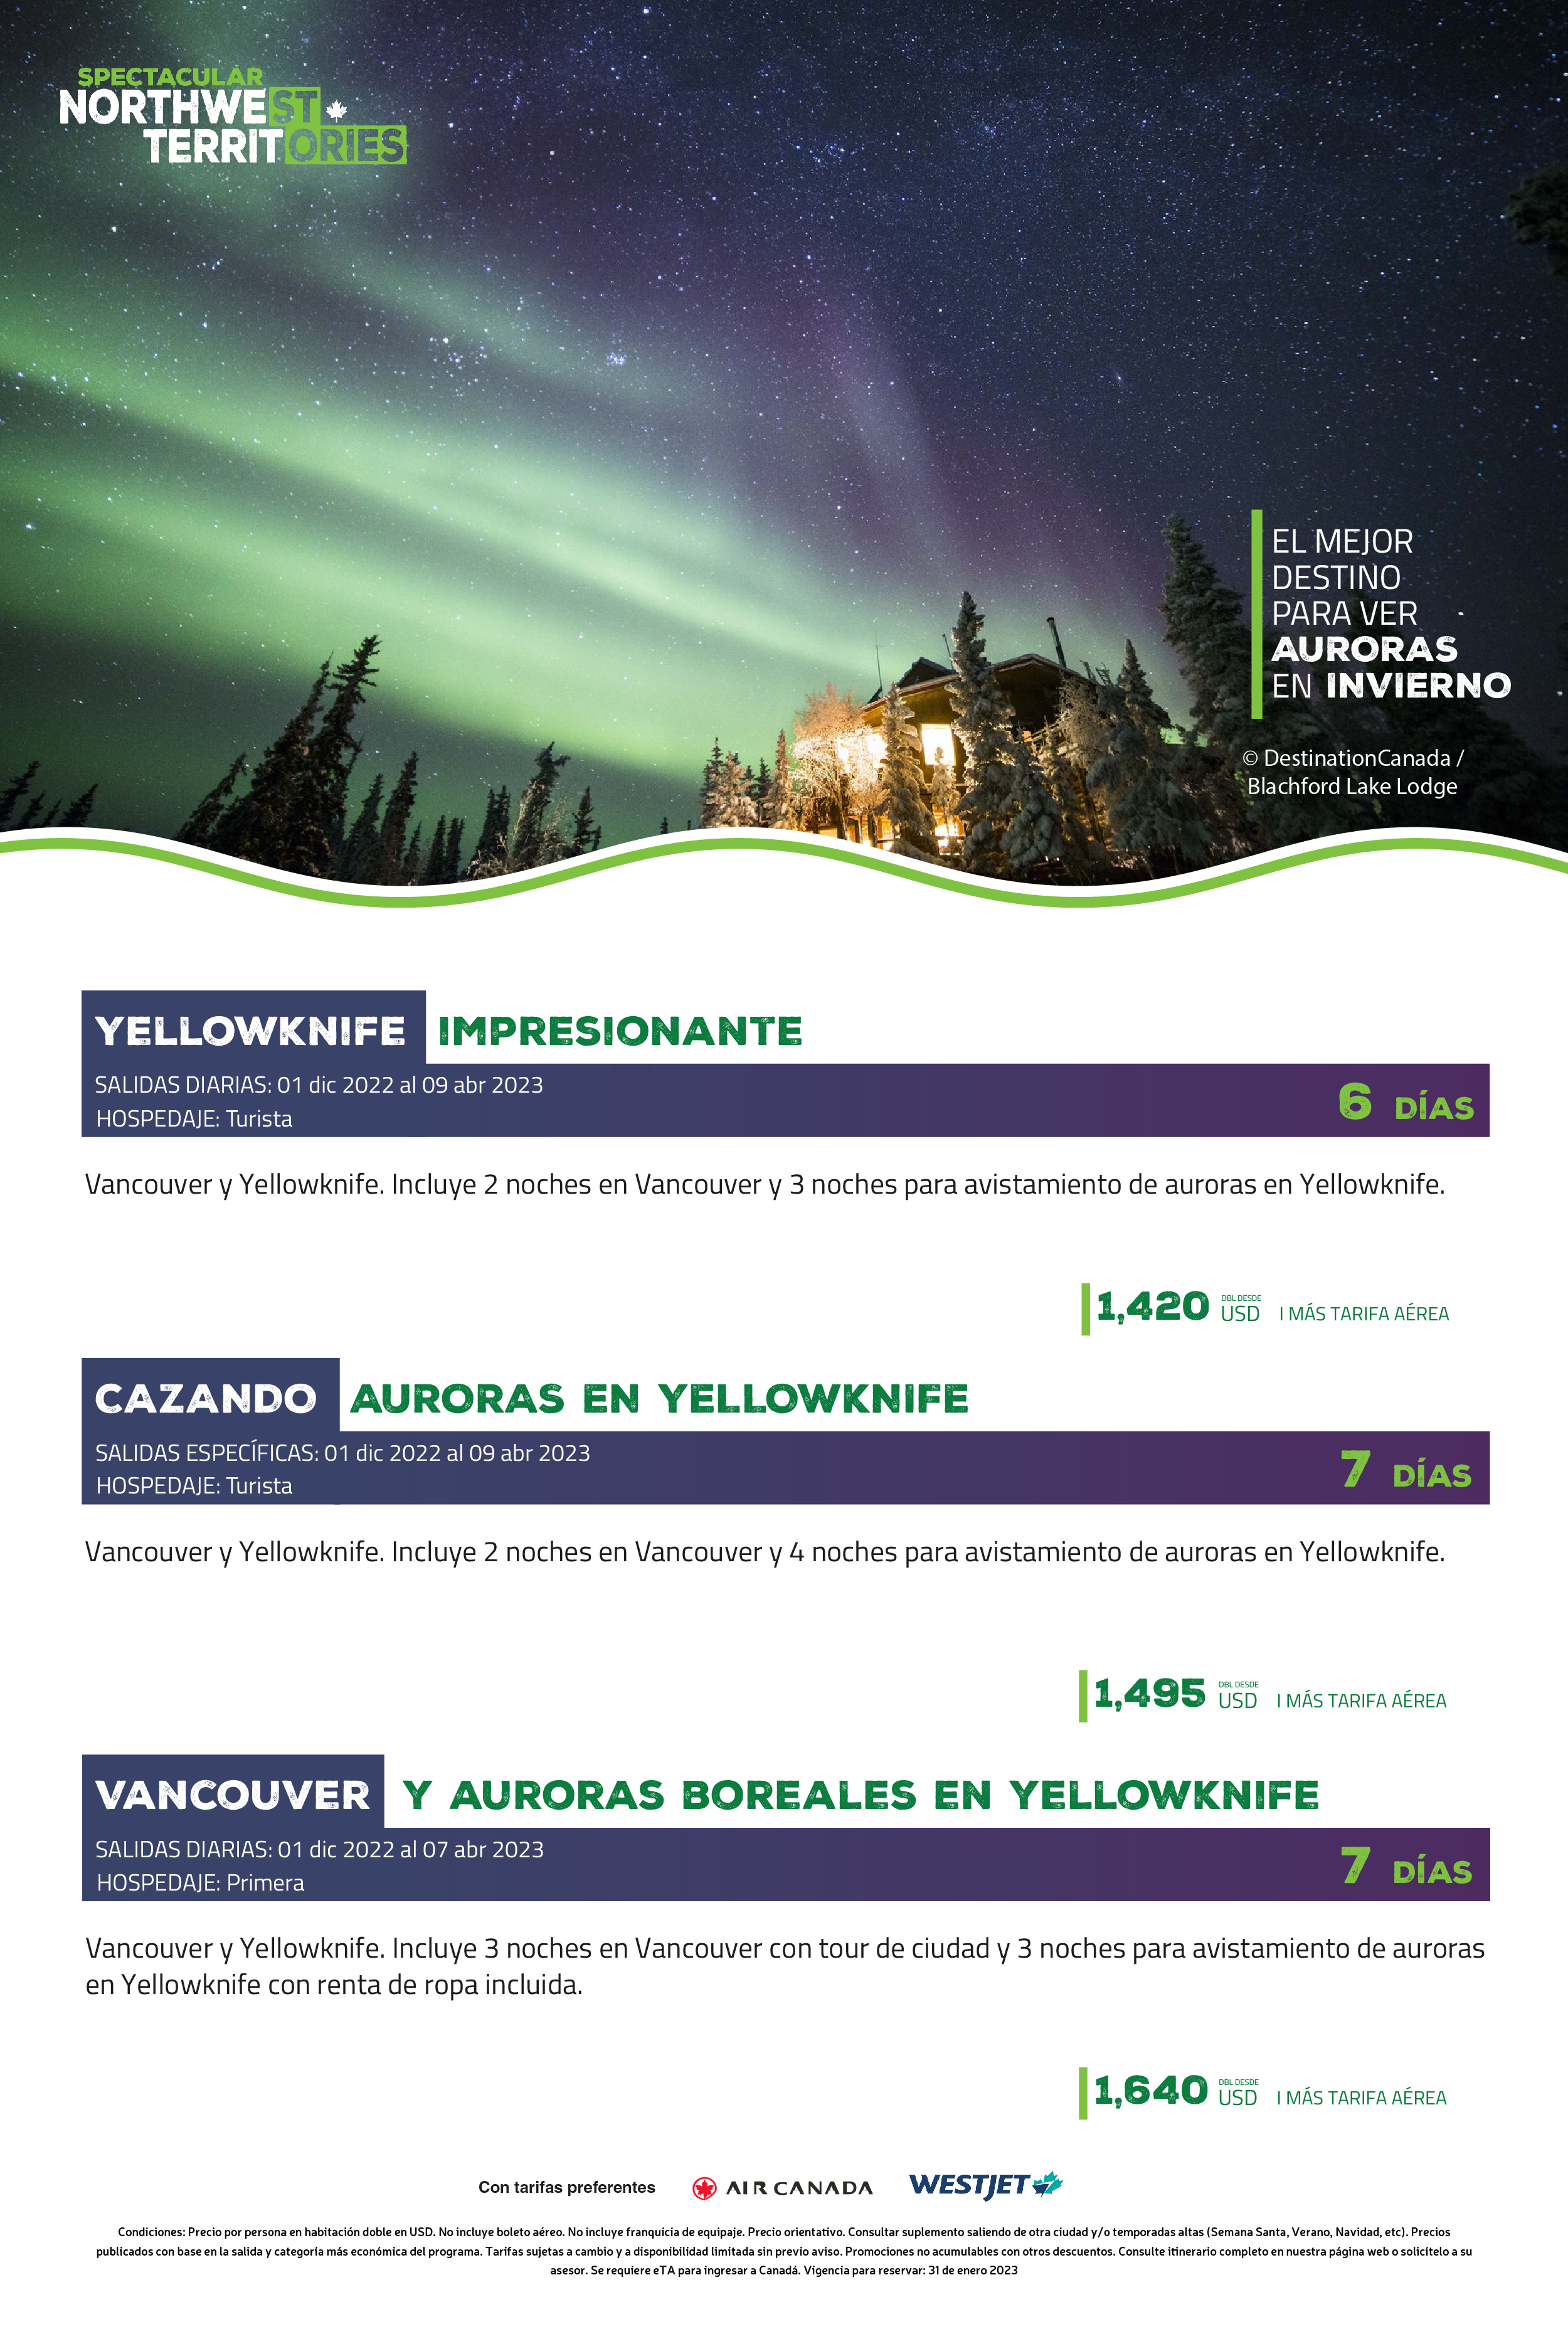 SPECTACULAR
NORTHWEST
TERRITORIES
EL MEJOR
DESTINO
PARA VER
AURORAS
EN INVIERNO
© DestinationCanada /
Blachford Lake Lodge
YELLOWKNIFE IMPRESIONANTE
SALIDAS DIARIAS: 01 dic 2022 al 09 abr 2023
HOSPEDAJE: Turista
6 DÍAS
Vancouver y Yellowknife. Incluye 2 noches en Vancouver y 3 noches para avistamiento de auroras en Yellowknife.
1,420 DBL DESDE USD I MÁS TARIFA AÉREA
CAZANDO AURORAS EN YELLOWKNIFE
SALIDAS ESPECÍFICAS: 01 dic 2022 al 09 abr 2023
HOSPEDAJE: Turista
7 DÍAS
Vancouver y Yellowknife. Incluye 2 noches en Vancouver y 4 noches para avistamiento de auroras en Yellowknife.
1,495 DBL DESDE USD I MÁS TARIFA AÉREA
VANCOUVER Y AURORAS BOREALES EN YELLOWKNIFE
SALIDAS DIARIAS: 01 dic 2022 al 07 abr 2023
HOSPEDAJE: Primera
7 DÍAS
Vancouver y Yellowknife. Incluye 3 noches en Vancouver con tour de ciudad y 3 noches para avistamiento de auroras
en Yellowknife con renta de ropa incluida.
1,640 DBL DESDE USD I MÁS TARIFA AÉREA
Con tarifas preferentes AIR CANADA WESTJET
Condiciones: Precio por persona en habitación doble en USD. No incluye boleto aéreo. No incluye franquicia de equipaje. Precio orientativo. Consultar suplemento saliendo de otra ciudad y/o temporadas altas (Semana Santa, Verano, Navidad, etc). Precios
publicados con base en la salida y categoría más económica del programa. Tarifas sujetas a cambio y a disponibilidad limitada sin previo aviso. Promociones no acumulables con otros descuentos. Consulte itinerario completo en nuestra página web o solicítelo a su
asesor. Se requiere eTA para ingresar a Canadá. Vigencia para reservar: 31 de enero 2023